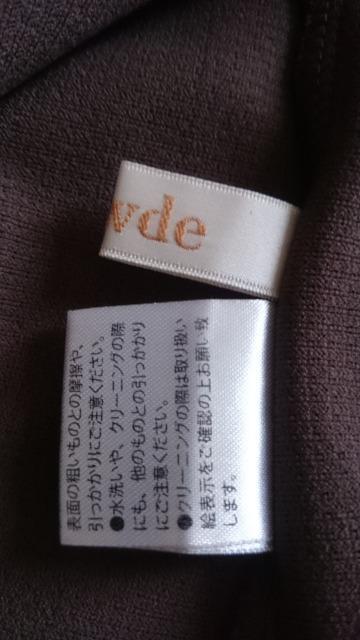 vde
表面の粗いものとの摩擦や、
引っかかりにご注意ください。
●水洗いや、クリーニングの際
にも、他のものとの引っかかり
にご注意ください。
●クリーニングの際は取り扱い
絵表示をご確認の上お願い致
します。